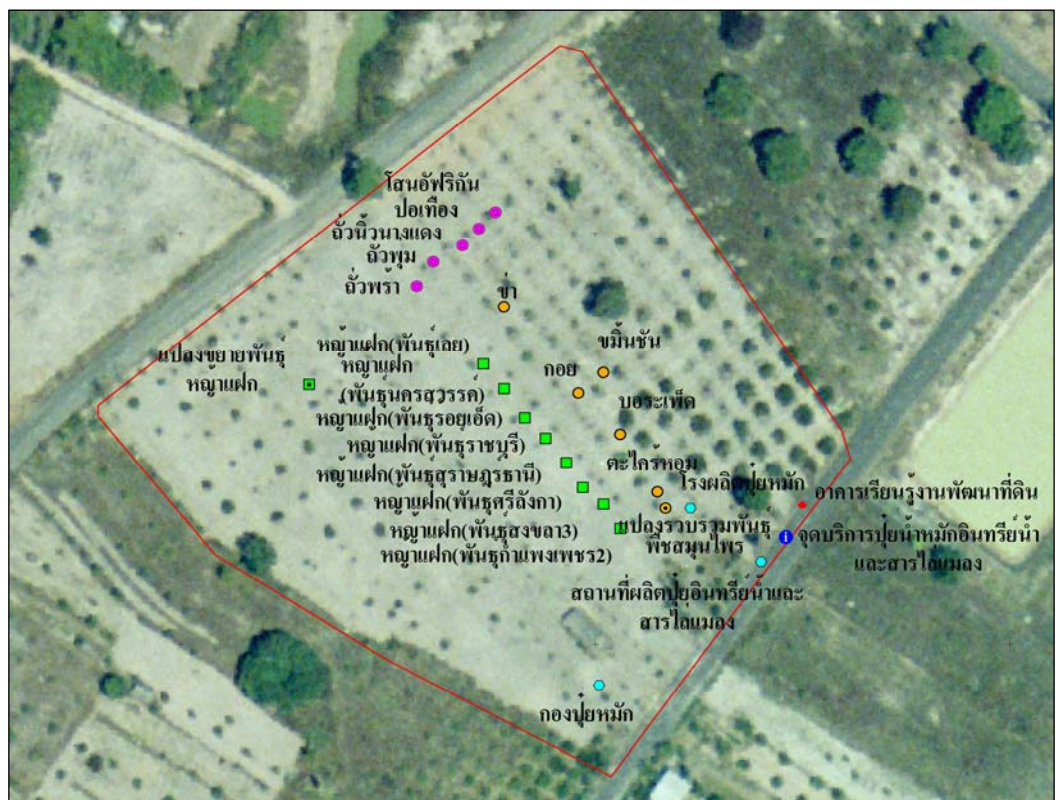 โสนอัฟริกัน
ปอเทือง
ถั่วนิ้วนางแดง
ถั่วพุ่ม
ถั่วพร้า
ข่า
หญ้าแฝก(พันธุ์เลย)
แปลงขยายพันธุ์
หญ้าแฝก
หญ้าแฝก
(พันธุ์นครสวรรค์)
ขมิ้นชัน
กอย
บอระเพ็ด
หญ้าแฝก(พันธุ์ร้อยเอ็ด)
หญ้าแฝก(พันธุ์ราชบุรี)
ตะไคร้หอม
หญ้าแฝก(พันธุ์สุราษฎร์ธานี)
โรงผลิตปุ๋ยหมัก
อาคารเรียนรู้งานพัฒนาที่ดิน
หญ้าแฝก(พันธุ์ศรีลังกา)
แปลงรวบรวมพันธุ์
พืชสมุนไพร
หญ้าแฝก(พันธุ์สงขลา3)
หญ้าแฝก(พันธุ์กำแพงเพชร2)
จุดบริการปุ๋ยน้ำหมักอินทรีย์น้ำ
และสารไล่แมลง
สถานที่ผลิตปุ๋ยอินทรีย์น้ำและ
สารไล่แมลง
กองปุ๋ยหมัก